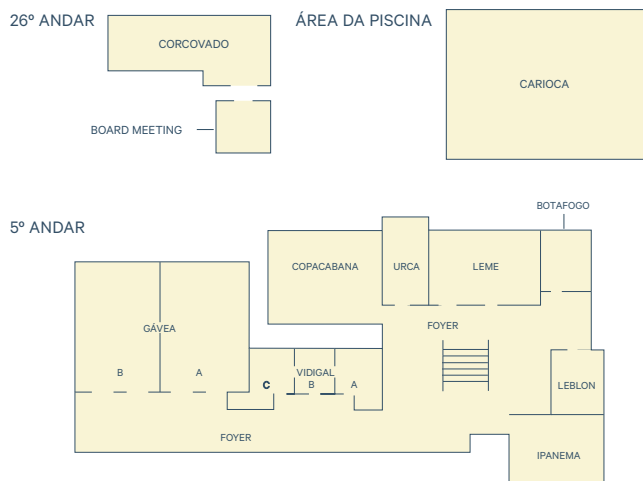 26º ANDAR
CORCOVADO
BOARD MEETING
ÁREA DA PISCINA
CARIOCA
5º ANDAR
BOTAFOGO
COPACABANA
URCA
LEME
FOYER
GÁVEA
B
A
VIDIGAL
C
B
A
LEBLON
FOYER
IPANEMA